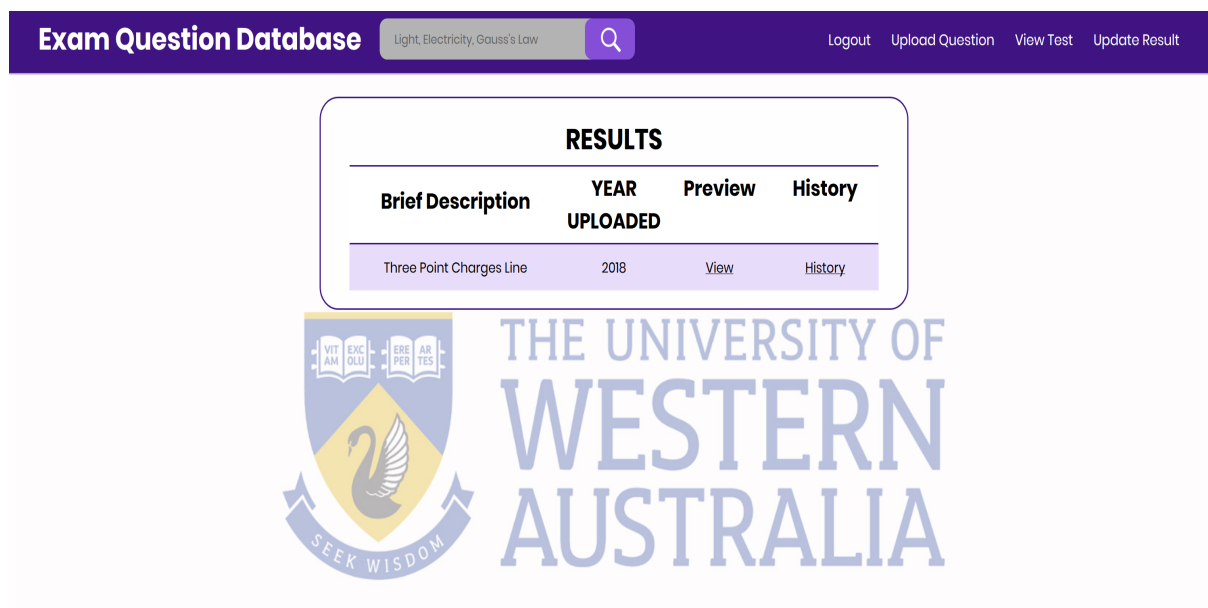 Exam Question Database
Light, Electricity, Gauss's Law
Logout Upload Question View Test Update Result
RESULTS
Brief Description YEAR UPLOADED Preview History
Three Point Charges Line 2018 View History
VIT AM EXC OLU ERE PER AR TES
SEEK WISDOM
THE UNIVERSITY OF
WESTERN
AUSTRALIA